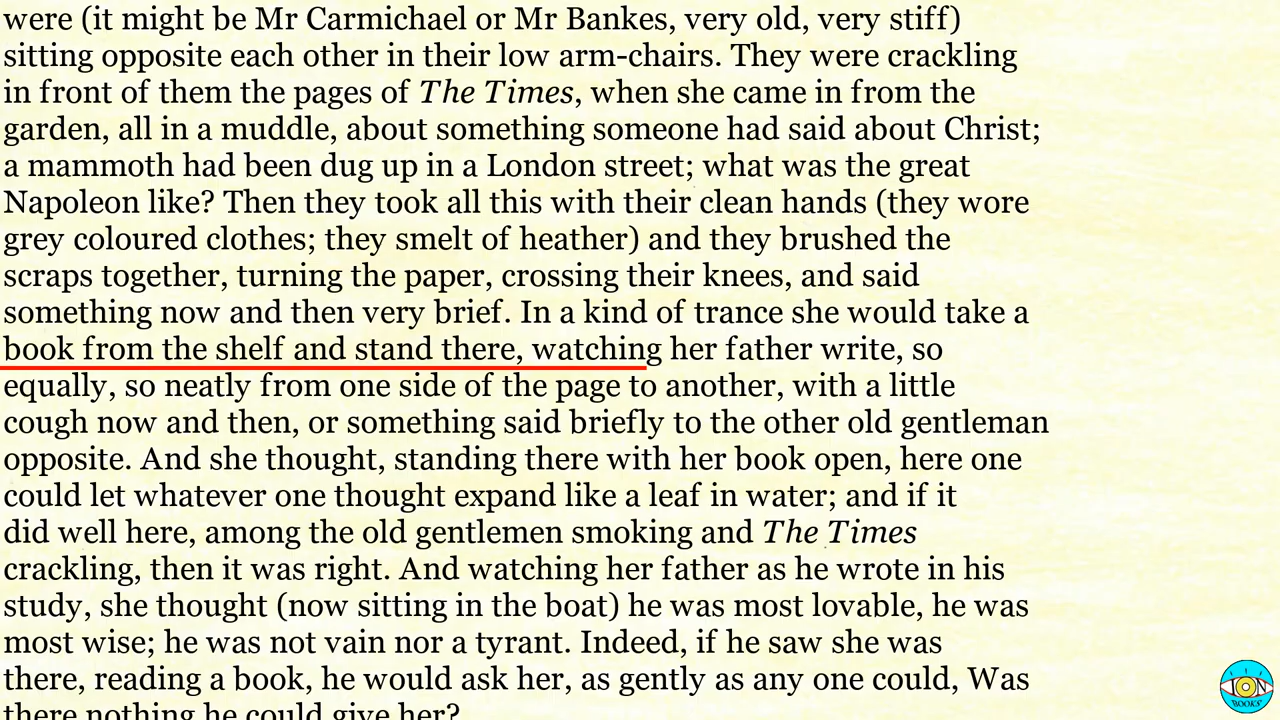 were (it might be Mr Carmichael or Mr Bankes, very old, very stiff)
sitting opposite each other in their low arm-chairs. They were crackling
in front of them the pages of The Times, when she came in from the
garden, all in a muddle, about something someone had said about Christ;
a mammoth had been dug up in a London street; what was the great
Napoleon like? Then they took all this with their clean hands (they wore
grey coloured clothes; they smelt of heather) and they brushed the
scraps together, turning the paper, crossing their knees, and said
something now and then very brief. In a kind of trance she would take a
book from the shelf and stand there, watching her father write, so
equally, so neatly from one side of the page to another, with a little
cough now and then, or something said briefly to the other old gentleman
opposite. And she thought, standing there with her book open, here one
could let whatever one thought expand like a leaf in water; and if it
did well here, among the old gentlemen smoking and The Times
crackling, then it was right. And watching her father as he wrote in his
study, she thought (now sitting in the boat) he was most lovable, he was
most wise; he was not vain nor a tyrant. Indeed, if he saw she was
there, reading a book, he would ask her, as gently as any one could, Was
there nothing he could give her?
ION
BOOKS